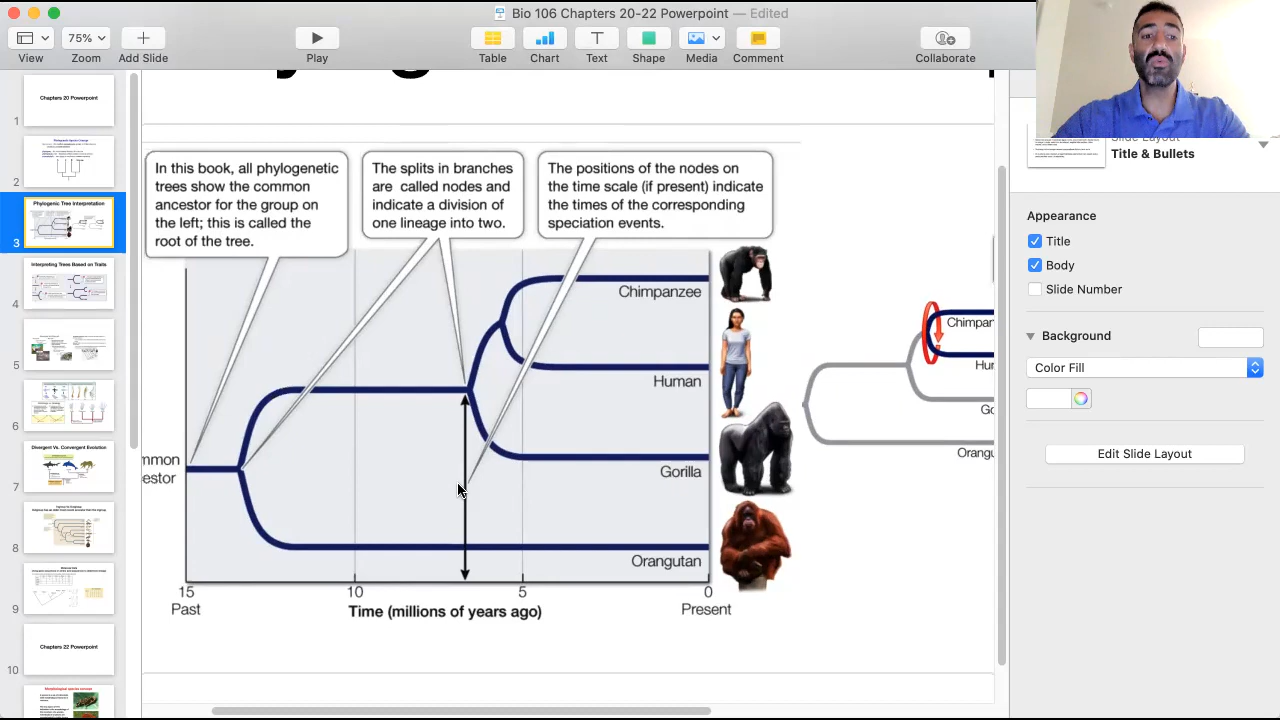 Bio 106 Chapters 20-22 Powerpoint — Edited
75%
View
Zoom
Add Slide
Play
Table
Chart
Text
Shape
Media
Comment
Collaborate
Chapters 20 Powerpoint
1
2
Phylogenic Tree Interpretation
3
Interpreting Trees Based on Traits
4
5
6
Divergent Vs. Convergent Evolution
7
8
9
Chapters 22 Powerpoint
10
In this book, all phylogenetic
trees show the common
ancestor for the group on
the left; this is called the
root of the tree.
The splits in branches
are called nodes and
indicate a division of
one lineage into two.
The positions of the nodes on
the time scale (if present) indicate
the times of the corresponding
speciation events.
Chimpanzee
Human
Gorilla
Orangutan
mmon
estor
15
10
5
0
Past
Time (millions of years ago)
Present
Chimpan
Hur
Go
Orangu
Slide Layout
Title & Bullets
Appearance
Title
Body
Slide Number
Background
Color Fill
Edit Slide Layout